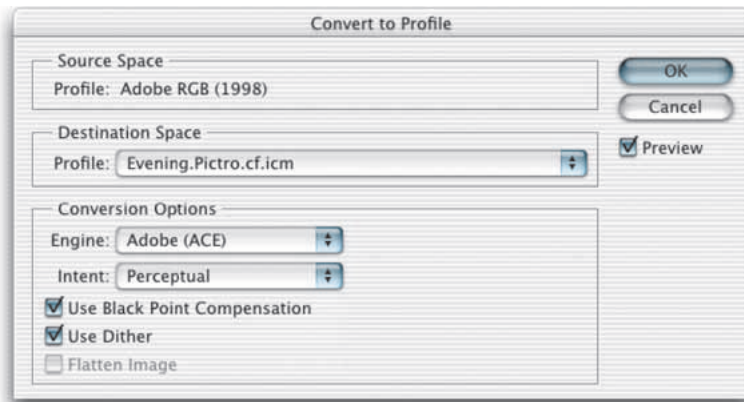 Convert to Profile
Source Space
Profile: Adobe RGB (1998)
OK
Cancel
Preview
Destination Space
Profile: Evening.Pictro.cf.icm
Conversion Options
Engine: Adobe (ACE)
Intent: Perceptual
Use Black Point Compensation
Use Dither
Flatten Image